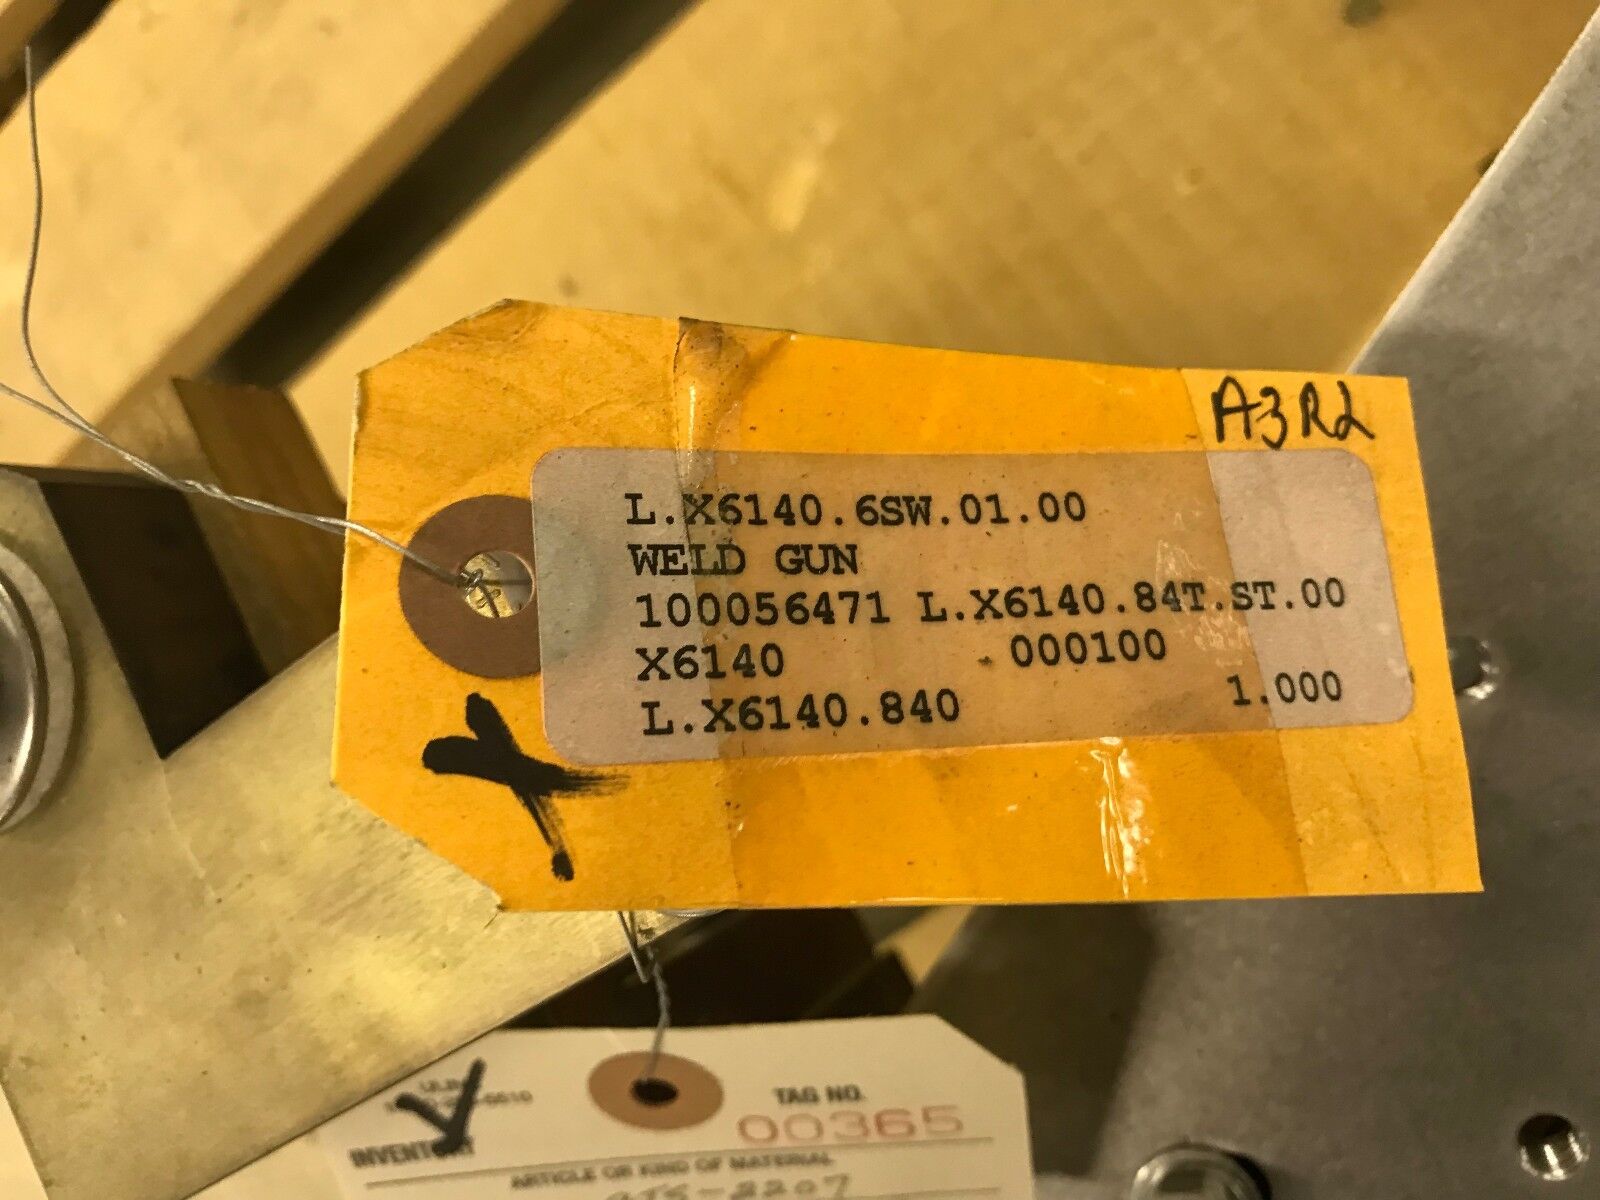 A3R2
L.X6140.6SW.01.00
WELD GUN
100056471 L.X6140.84T.ST.00
X6140 000100
L.X6140.840 1.000
TAG NO.
00365
INVENTORY
ARTICLE OR KIND OF MATERIAL